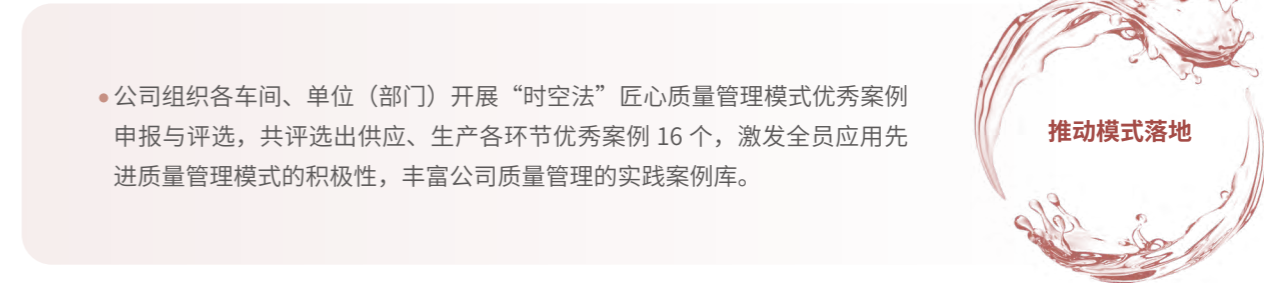 •公司组织各车间、单位（部门）开展“时空法”匠心质量管理模式优秀案例
申报与评选，共评选出供应、生产各环节优秀案例 16 个，激发全员应用先
进质量管理模式的积极性，丰富公司质量管理的实践案例库。
推动模式落地